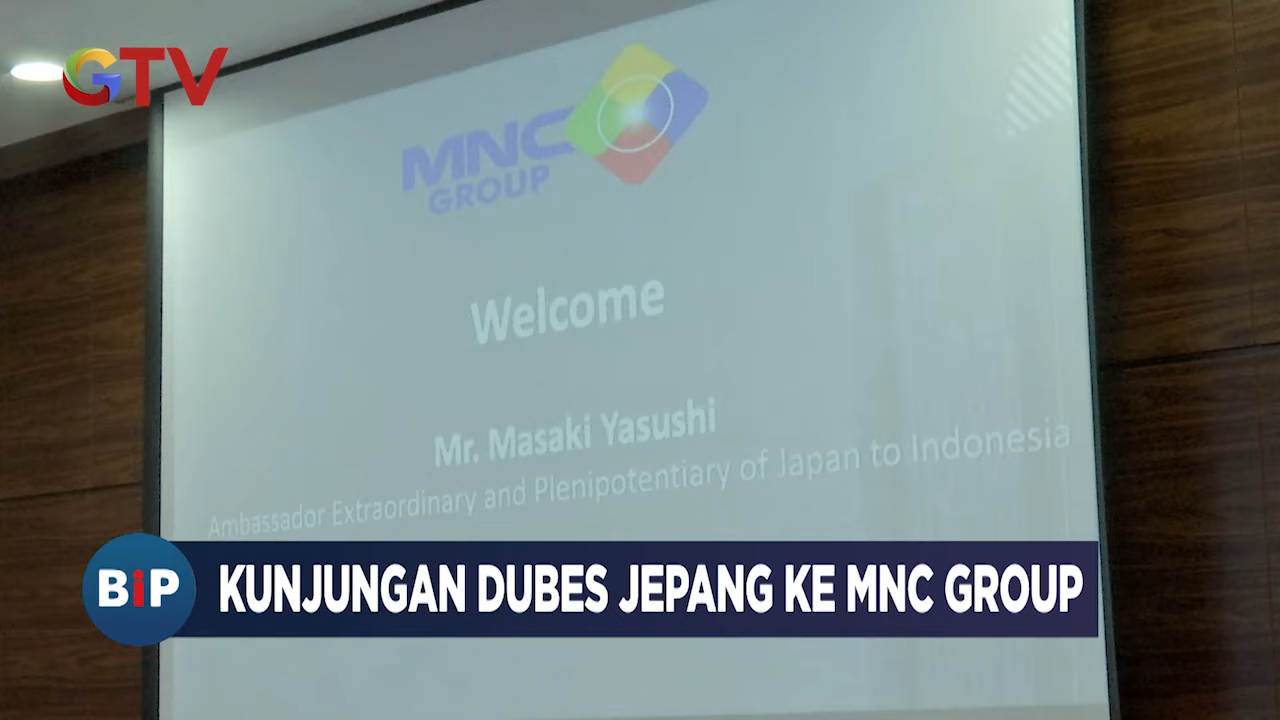 GTV
MNC
GROUP
Welcome
Mr. Masaki Yasushi
Ambassador Extraordinary and Plenipotentiary of Japan to Indonesia
BiP
KUNJUNGAN DUBES JEPANG KE MNC GROUP